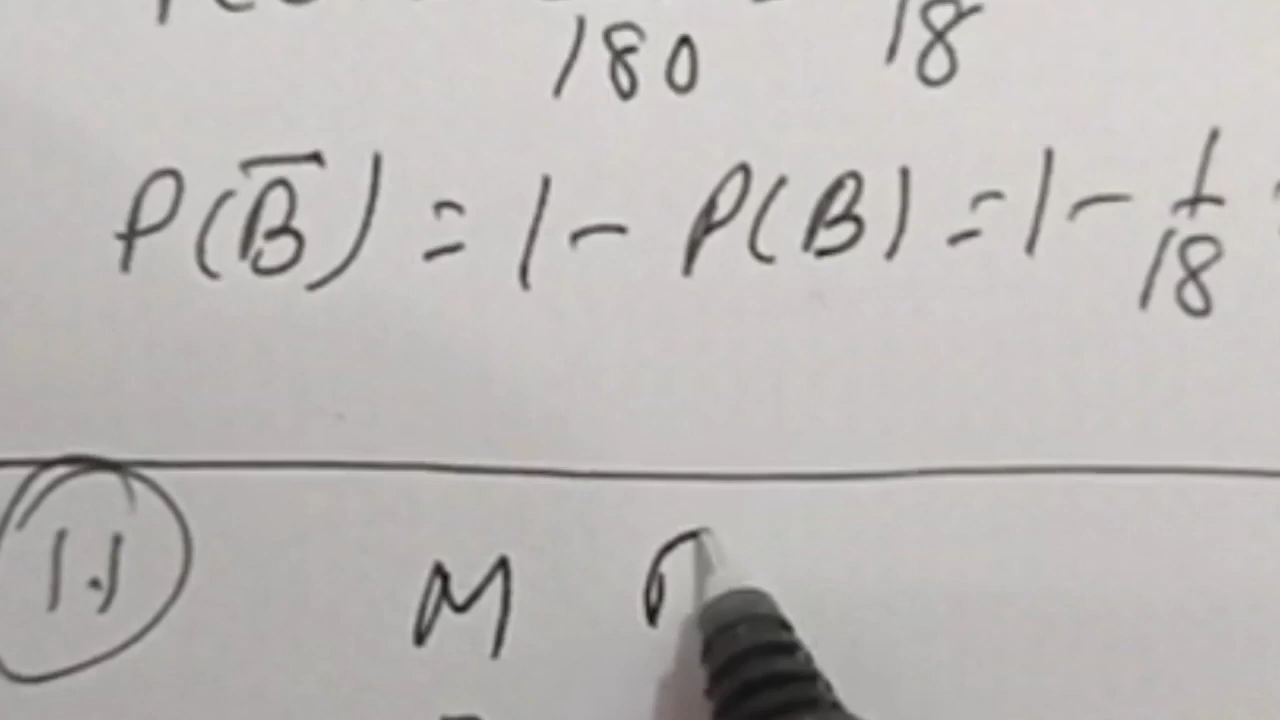 180 18
P(B̅) = 1 - P(B) = 1 - 1/18
1.1 M